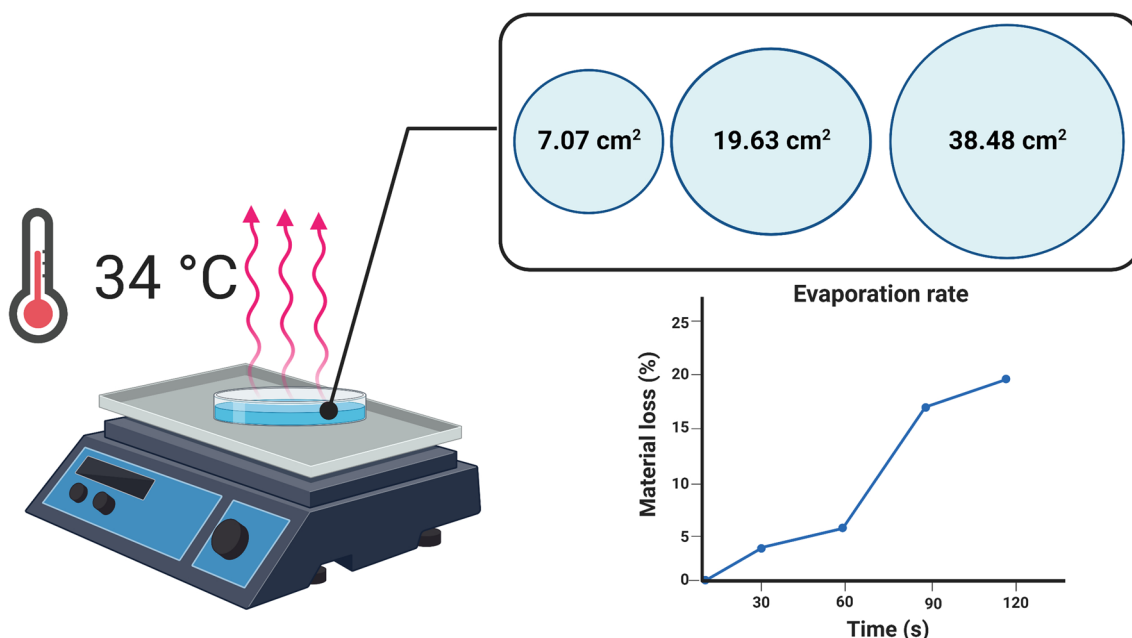 7.07 cm²
19.63 cm²
38.48 cm²
34 °C
Evaporation rate
Material loss (%)
25
20
15
10
5
0
30
60
90
120
Time (s)